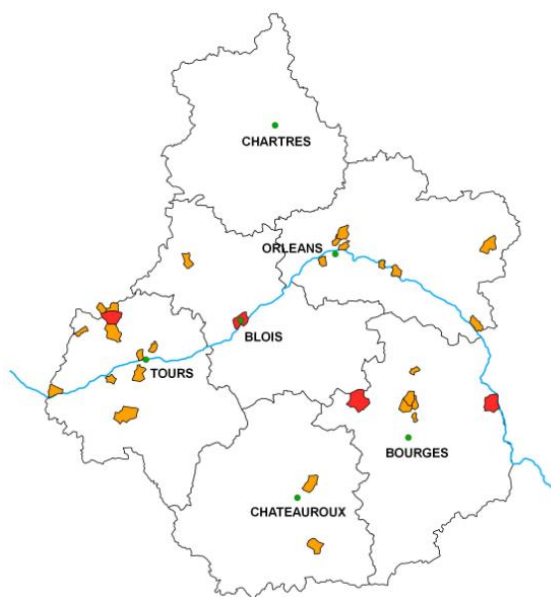 CHARTRES
ORLEANS
BLOIS
TOURS
BOURGES
CHATEAUROUX